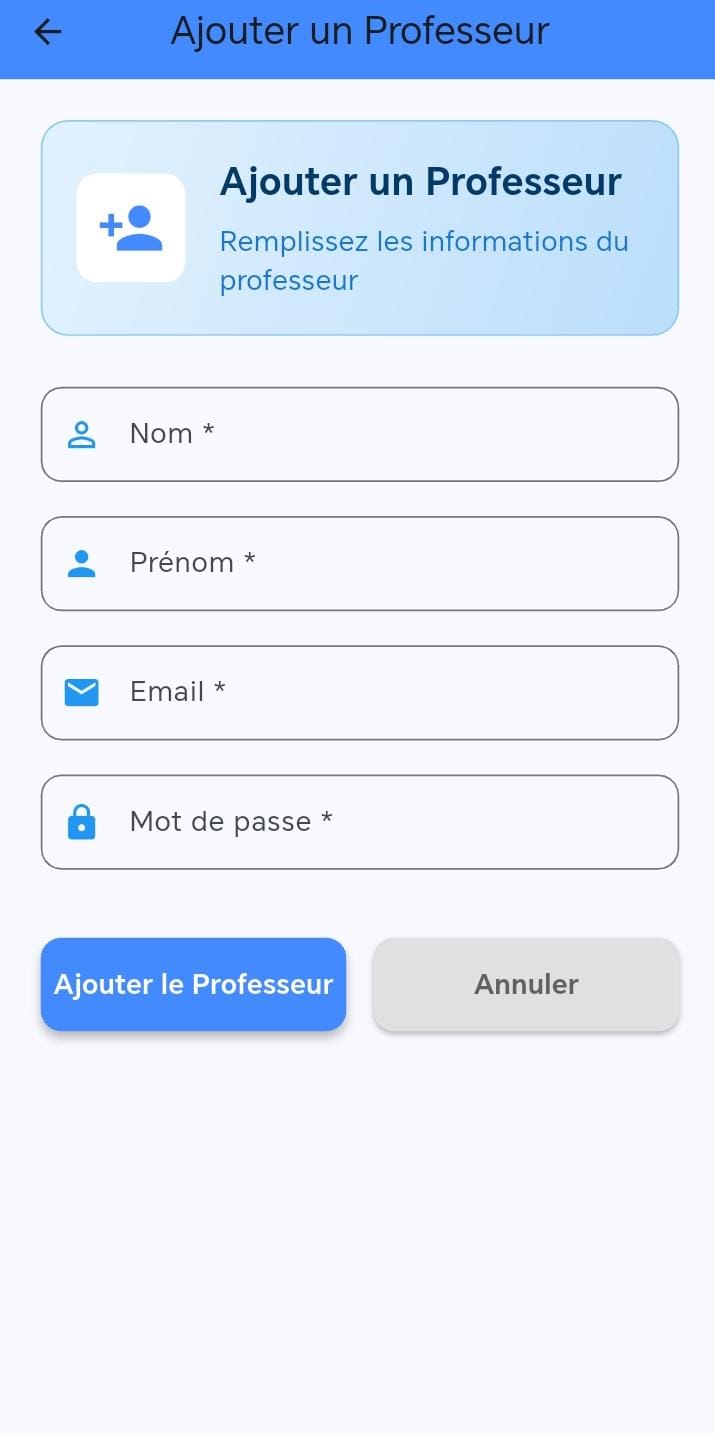 Ajouter un Professeur
Ajouter un Professeur
Remplissez les informations du
professeur
Nom *
Prénom *
Email *
Mot de passe *
Ajouter le Professeur
Annuler